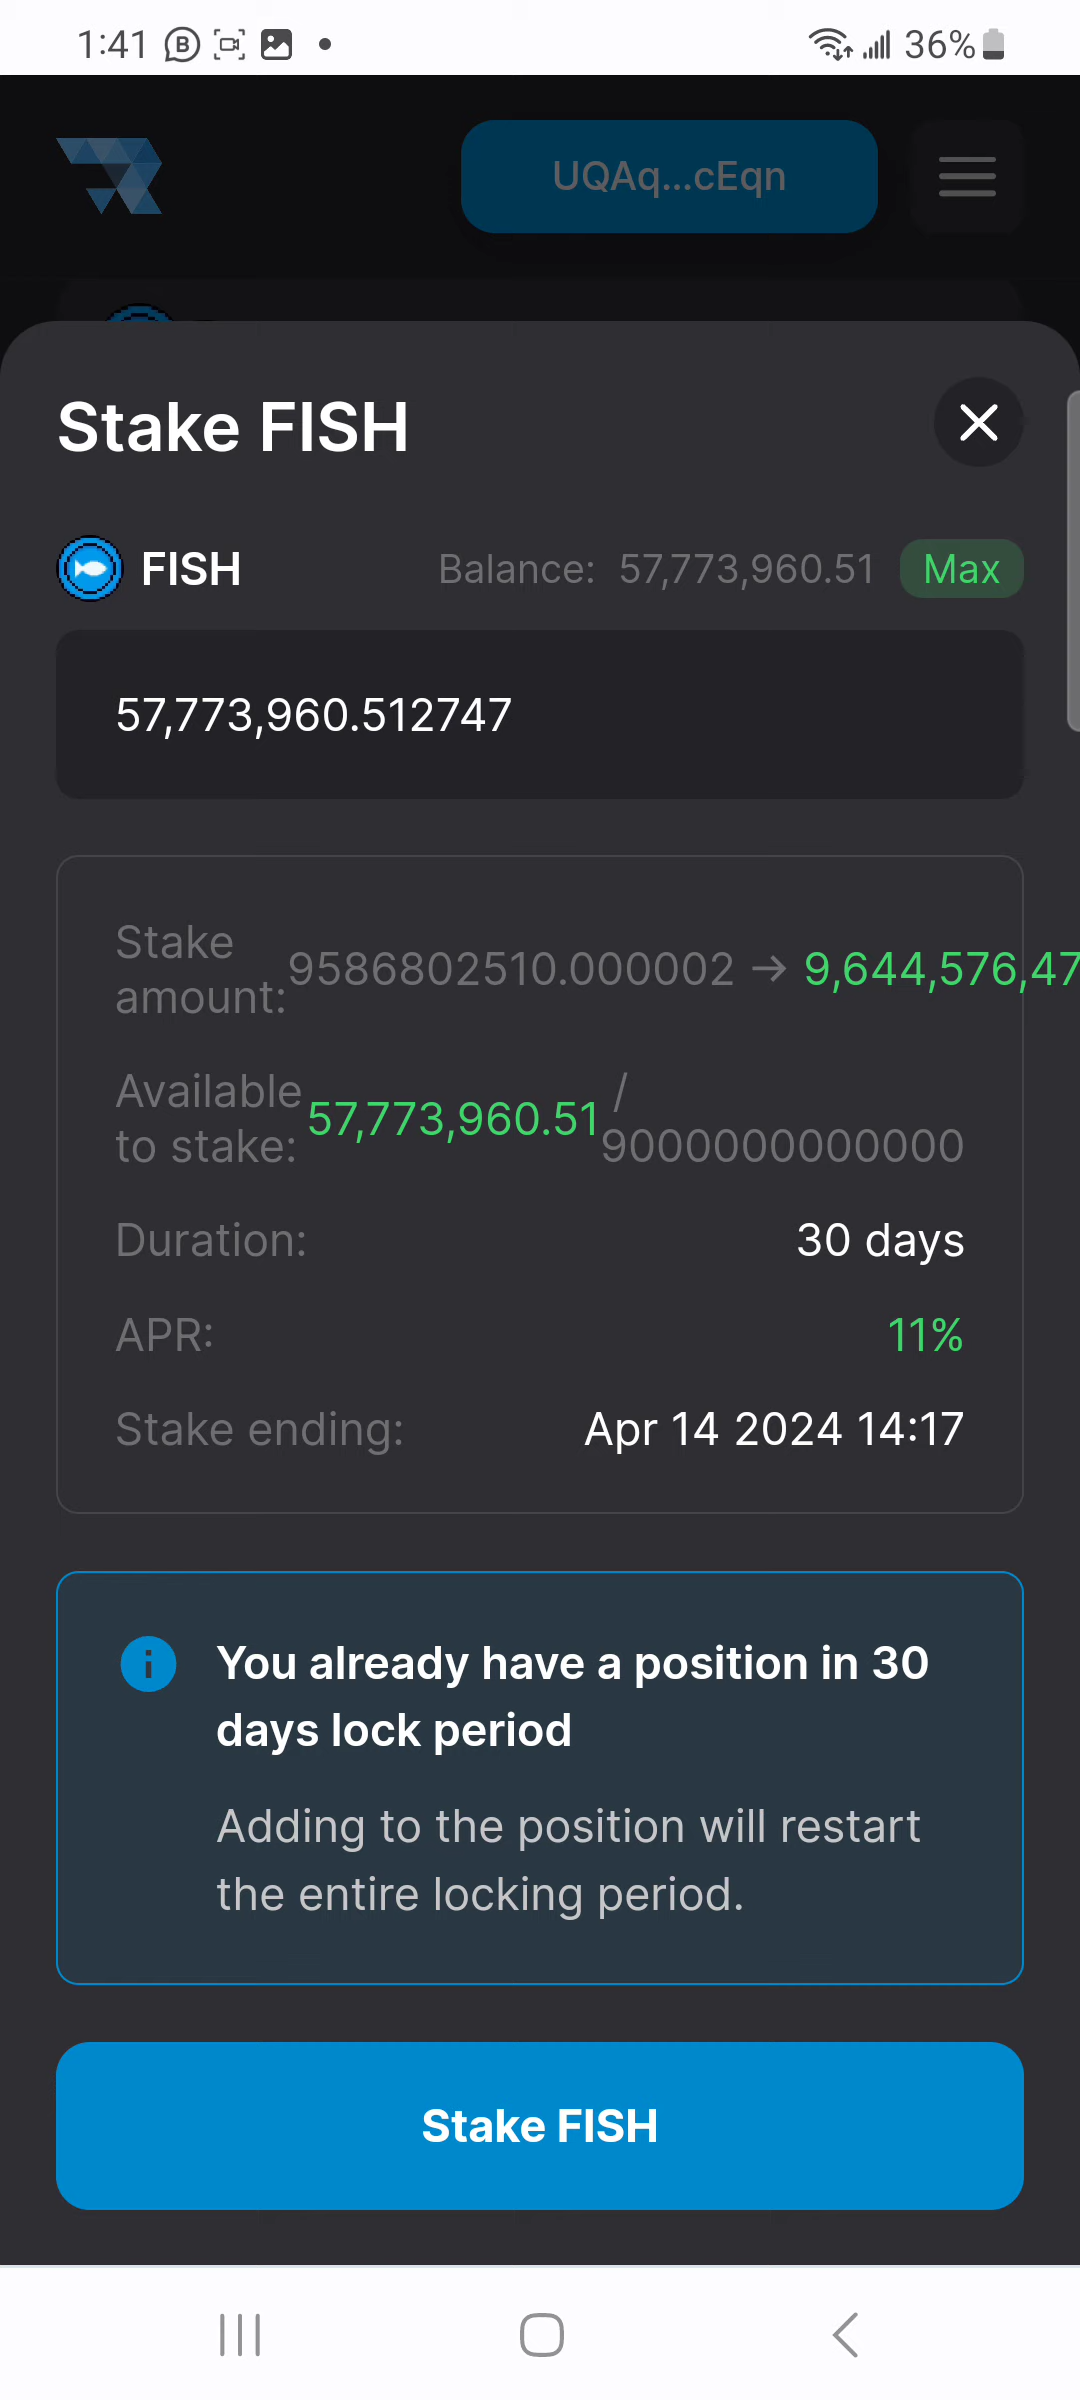 1:41
36%
UQAq...cEqn
Stake FISH
FISH Balance: 57,773,960.51 Max
57,773,960.512747
Stake amount: 9586802510.000002 → 9,644,576,47
Available to stake: 57,773,960.51 / 9000000000000
Duration: 30 days
APR: 11%
Stake ending: Apr 14 2024 14:17
You already have a position in 30
days lock period
Adding to the position will restart
the entire locking period.
Stake FISH